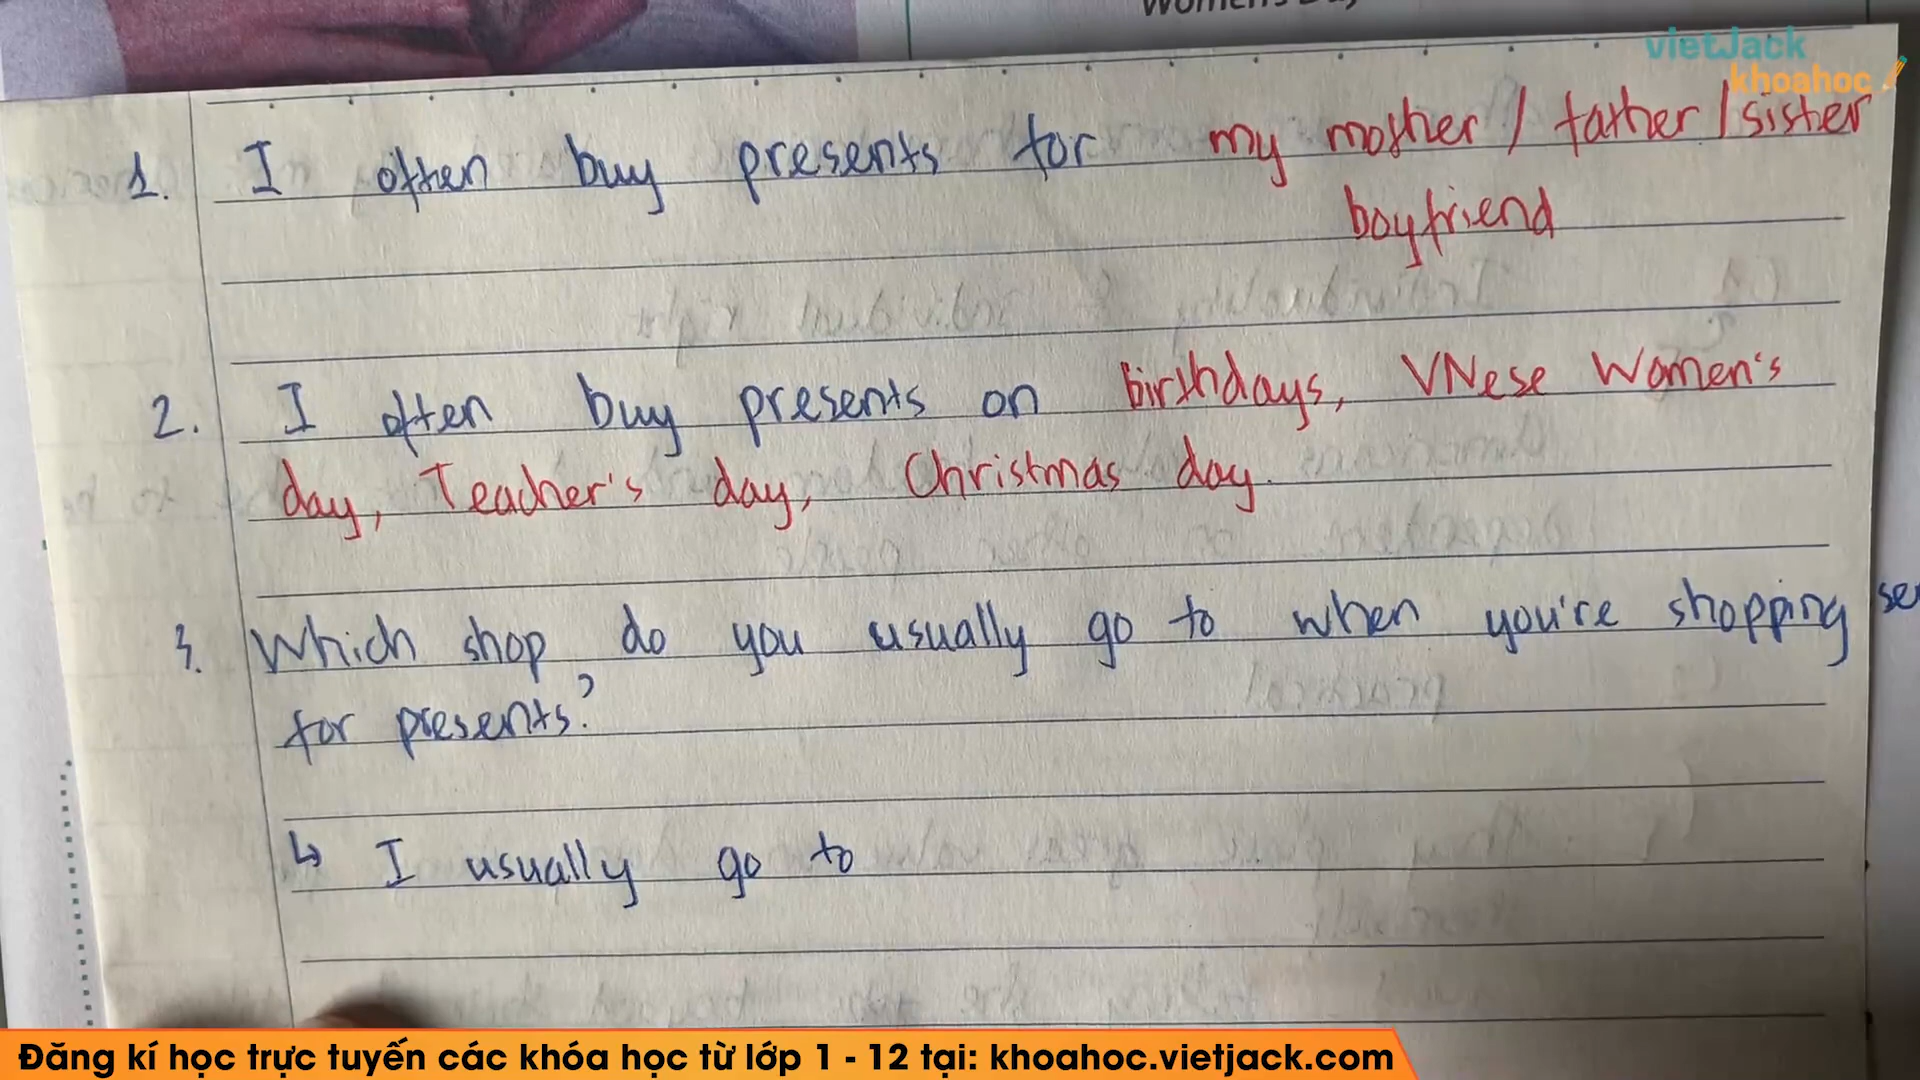 Women's Day
vietJack
khoahoc
1. I often buy presents for my mother / father / sister
boyfriend
2. I often buy presents on birthdays, VNese Women's
day, Teacher's day, Christmas day.
3. Which shop do you usually go to when you're shopping
for presents?
↳ I usually go to
Đăng kí học trực tuyến các khóa học từ lớp 1 - 12 tại: khoahoc.vietjack.com